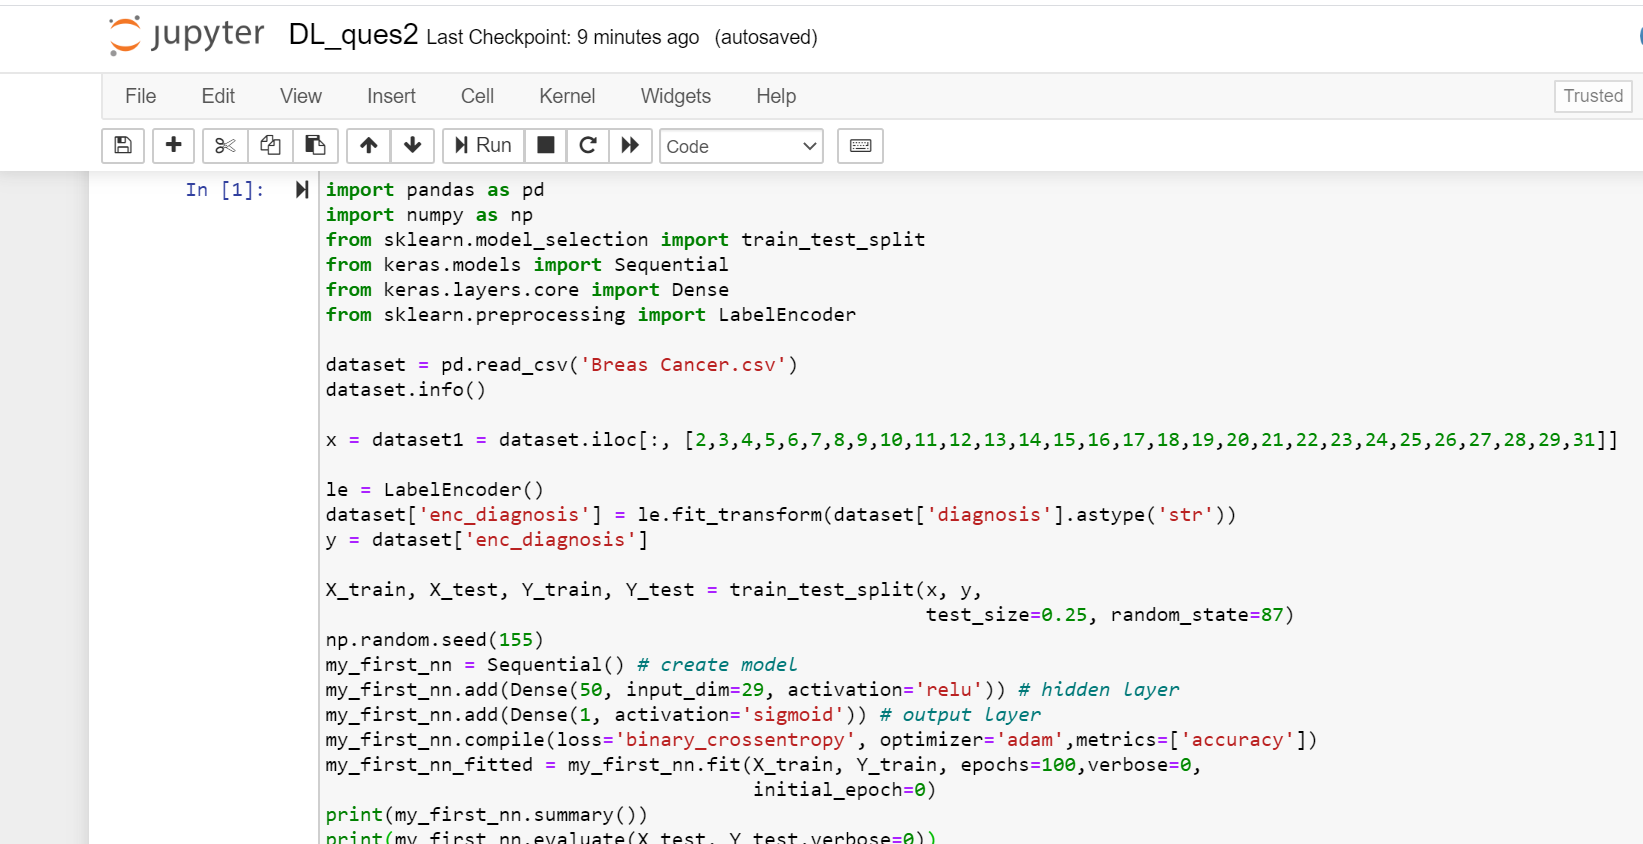 jupyter DL_ques2 Last Checkpoint: 9 minutes ago (autosaved)
File Edit View Insert Cell Kernel Widgets Help Trusted
Run Code
In [1]:
import pandas as pd
import numpy as np
from sklearn.model_selection import train_test_split
from keras.models import Sequential
from keras.layers.core import Dense
from sklearn.preprocessing import LabelEncoder
dataset = pd.read_csv('Breas Cancer.csv')
dataset.info()
x = dataset1 = dataset.iloc[:, [2,3,4,5,6,7,8,9,10,11,12,13,14,15,16,17,18,19,20,21,22,23,24,25,26,27,28,29,31]]
le = LabelEncoder()
dataset['enc_diagnosis'] = le.fit_transform(dataset['diagnosis'].astype('str'))
y = dataset['enc_diagnosis']
X_train, X_test, Y_train, Y_test = train_test_split(x, y,
test_size=0.25, random_state=87)
np.random.seed(155)
my_first_nn = Sequential() # create model
my_first_nn.add(Dense(50, input_dim=29, activation='relu')) # hidden layer
my_first_nn.add(Dense(1, activation='sigmoid')) # output layer
my_first_nn.compile(loss='binary_crossentropy', optimizer='adam',metrics=['accuracy'])
my_first_nn_fitted = my_first_nn.fit(X_train, Y_train, epochs=100,verbose=0,
initial_epoch=0)
print(my_first_nn.summary())
print(my_first_nn.evaluate(X_test, Y_test,verbose=0))